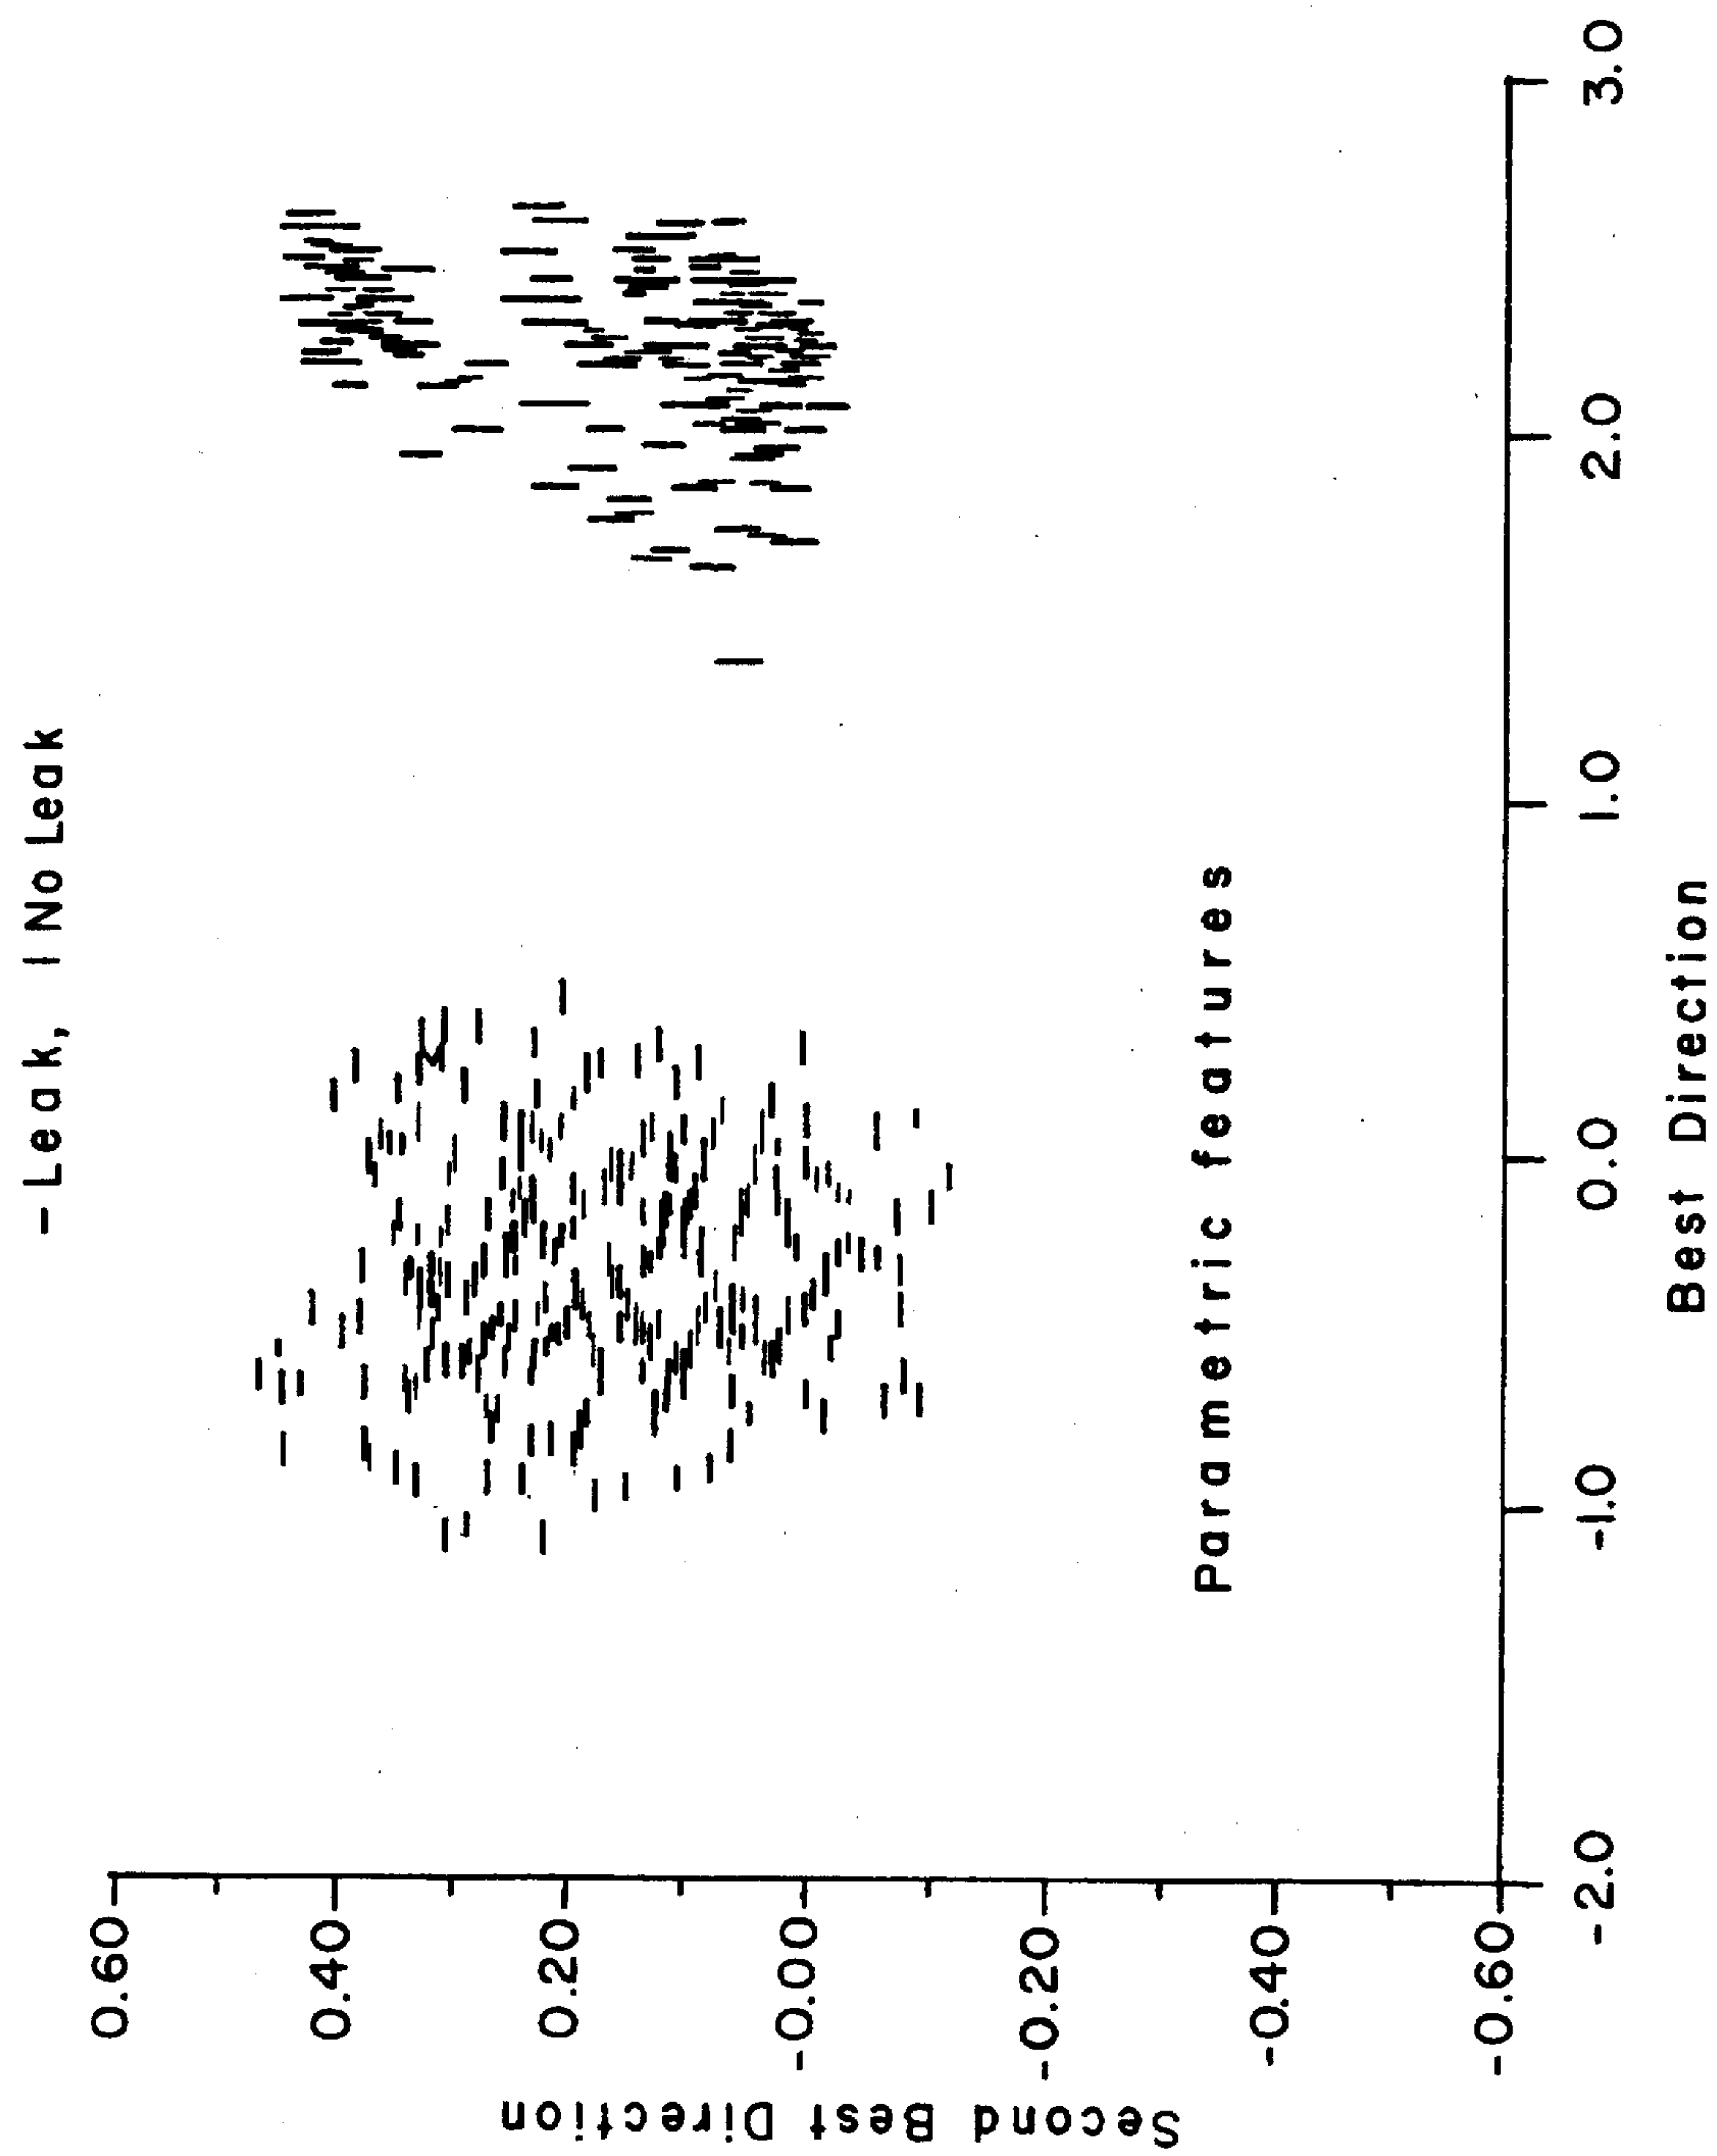 - Leak, I No Leak
0.60
0.40
0.20
-0.00
-0.20
-0.40
-0.60
Second Best Direction
Parametric features
-2.0 -1.0 0.0 1.0 2.0 3.0
Best Direction